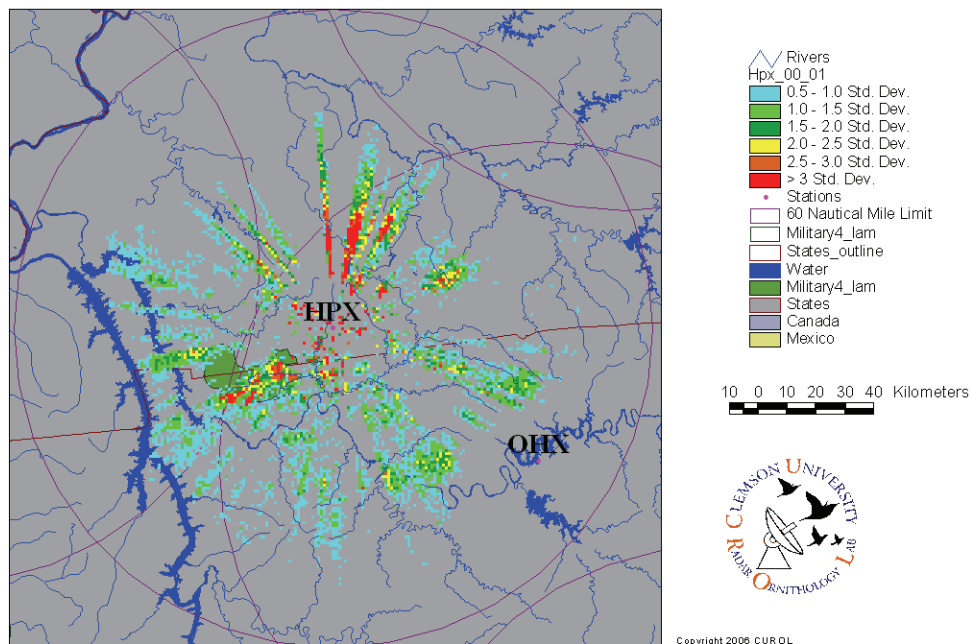 HPX
OHX
Rivers
Hpx_00_01
0.5 - 1.0 Std. Dev.
1.0 - 1.5 Std. Dev.
1.5 - 2.0 Std. Dev.
2.0 - 2.5 Std. Dev.
2.5 - 3.0 Std. Dev.
> 3 Std. Dev.
Stations
60 Nautical Mile Limit
Military4_lam
States_outline
Water
Military4_lam
States
Canada
Mexico
10 0 10 20 30 40 Kilometers
CLEMSON UNIVERSITY
RADAR ORNITHOLOGY LAB
Copyright 2006 CUROL